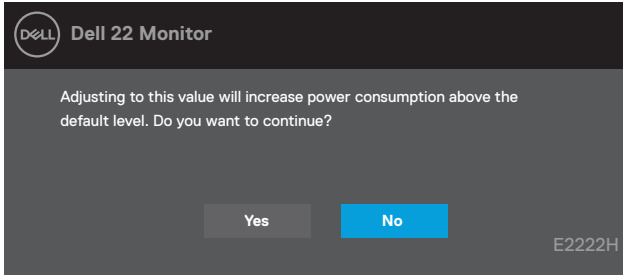 DELL
Dell 22 Monitor
Adjusting to this value will increase power consumption above the
default level. Do you want to continue?
Yes
No
E2222H